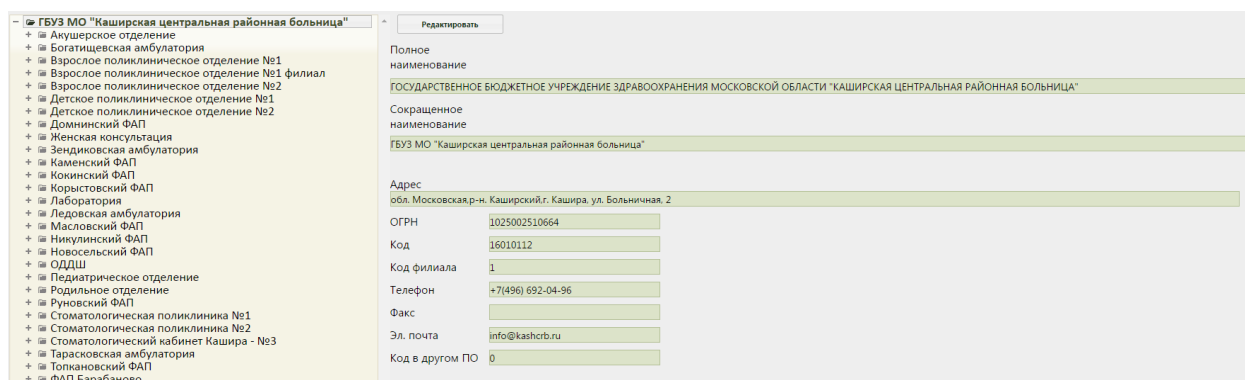 ГБУЗ МО "Каширская центральная районная больница"
Акушерское отделение
Богатищевская амбулатория
Взрослое поликлиническое отделение №1
Взрослое поликлиническое отделение №1 филиал
Взрослое поликлиническое отделение №2
Детское поликлиническое отделение №1
Детское поликлиническое отделение №2
Домнинский ФАП
Женская консультация
Зендиковская амбулатория
Каменский ФАП
Кокинский ФАП
Корыстовский ФАП
Лаборатория
Ледовская амбулатория
Масловский ФАП
Никулинский ФАП
Новосельский ФАП
ОДДШ
Педиатрическое отделение
Родильное отделение
Руновский ФАП
Стоматологическая поликлиника №1
Стоматологическая поликлиника №2
Стоматологический кабинет Кашира - №3
Тарасковская амбулатория
Топкановский ФАП
ФАП Барабаново
Редактировать
Полное
наименование
ГОСУДАРСТВЕННОЕ БЮДЖЕТНОЕ УЧРЕЖДЕНИЕ ЗДРАВООХРАНЕНИЯ МОСКОВСКОЙ ОБЛАСТИ "КАШИРСКАЯ ЦЕНТРАЛЬНАЯ РАЙОННАЯ БОЛЬНИЦА"
Сокращенное
наименование
ГБУЗ МО "Каширская центральная районная больница"
Адрес
обл. Московская,р-н. Каширский,г. Кашира, ул. Больничная, 2
ОГРН 1025002510664
Код 16010112
Код филиала 1
Телефон +7(496) 692-04-96
Факс
Эл. почта info@kashcrb.ru
Код в другом ПО 0